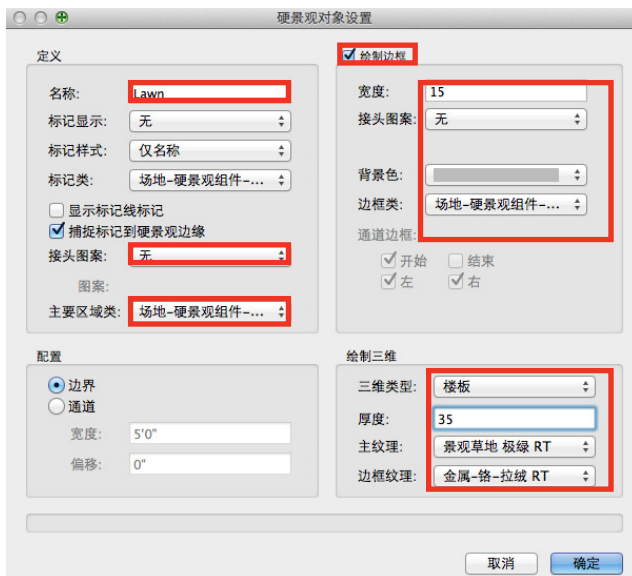 硬景观对象设置
定义
名称: Lawn
标记显示: 无
标记样式: 仅名称
标记类: 场地-硬景观组件-...
显示标记线标记
捕捉标记到硬景观边缘
接头图案: 无
图案:
主要区域类: 场地-硬景观组件-...
绘制边框
宽度: 15
接头图案: 无
背景色:
边框类: 场地-硬景观组件-...
通道边框:
开始 结束
左 右
配置
边界
通道
宽度: 5'0"
偏移: 0"
绘制三维
三维类型: 楼板
厚度: 35
主纹理: 景观草地 极绿 RT
边框纹理: 金属-铬-拉绒 RT
取消 确定